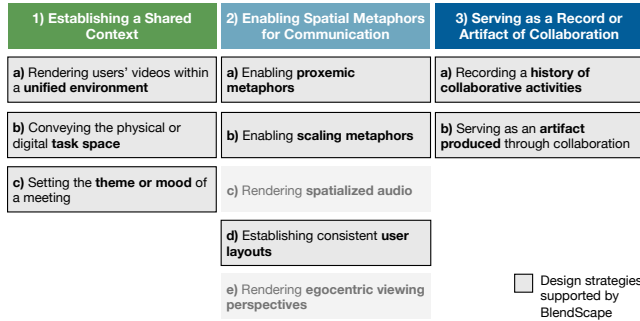 1) Establishing a Shared
Context
a) Rendering users' videos within
a unified environment
b) Conveying the physical or
digital task space
c) Setting the theme or mood of
a meeting
2) Enabling Spatial Metaphors
for Communication
a) Enabling proxemic
metaphors
b) Enabling scaling metaphors
c) Rendering spatialized audio
d) Establishing consistent user
layouts
e) Rendering egocentric viewing
perspectives
3) Serving as a Record or
Artifact of Collaboration
a) Recording a history of
collaborative activities
b) Serving as an artifact
produced through collaboration
Design strategies
supported by
BlendScape